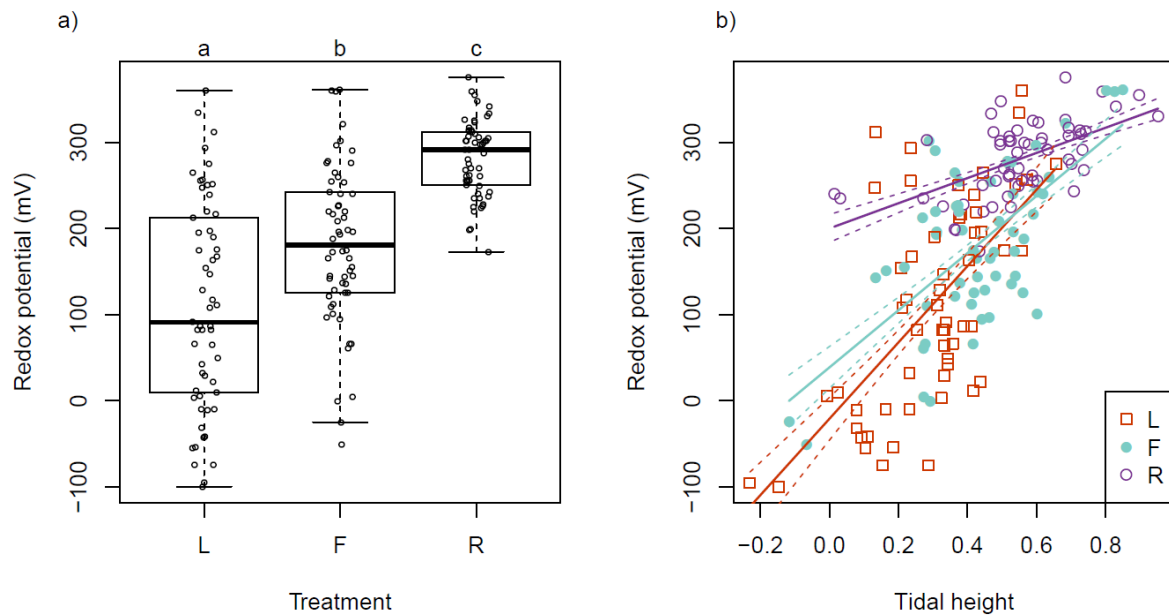 a)
a b c
Redox potential (mV)
300
200
100
0
−100
L F R
Treatment
b)
Redox potential (mV)
300
200
100
0
−100
L
F
R
−0.2 0.0 0.2 0.4 0.6 0.8
Tidal height